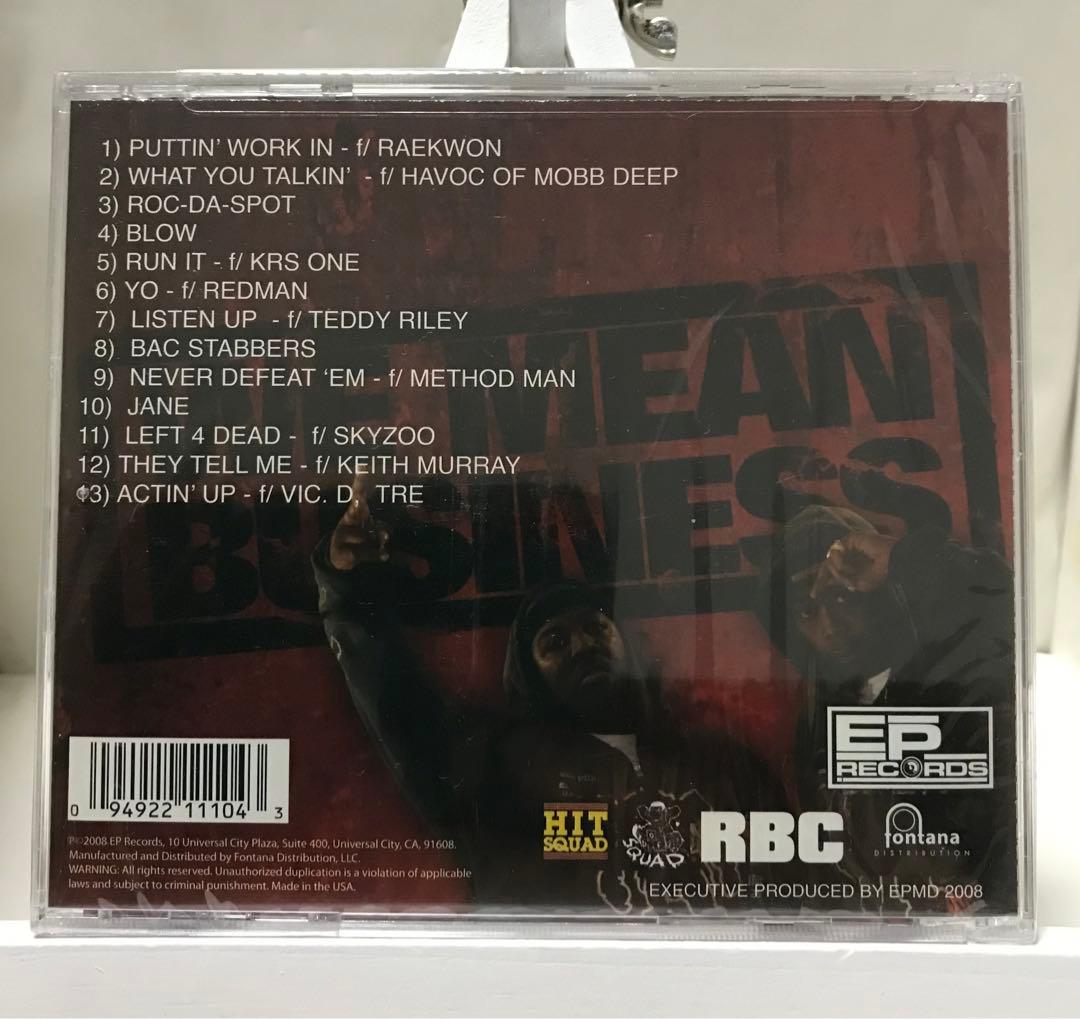 1) PUTTIN' WORK IN - f/ RAEKWON
2) WHAT YOU TALKIN' - f/ HAVOC OF MOBB DEEP
3) ROC-DA-SPOT
4) BLOW
5) RUN IT - f/ KRS ONE
6) YO - f/ REDMAN
7) LISTEN UP - f/ TEDDY RILEY
8) BAC STABBERS
9) NEVER DEFEAT 'EM - f/ METHOD MAN
10) JANE
11) LEFT 4 DEAD - f/ SKYZOO
12) THEY TELL ME - f/ KEITH MURRAY
13) ACTIN' UP - f/ VIC. D, TRE
WE MEAN
BUSINESS
EP
RECORDS
0 94922 11104 3
HIT
SQUAD
SQUAD
RBC
fontana
DISTRIBUTION
℗©2008 EP Records, 10 Universal City Plaza, Suite 400, Universal City, CA, 91608.
Manufactured and Distributed by Fontana Distribution, LLC.
WARNING: All rights reserved. Unauthorized duplication is a violation of applicable
laws and subject to criminal punishment. Made in the USA.
EXECUTIVE PRODUCED BY EPMD 2008